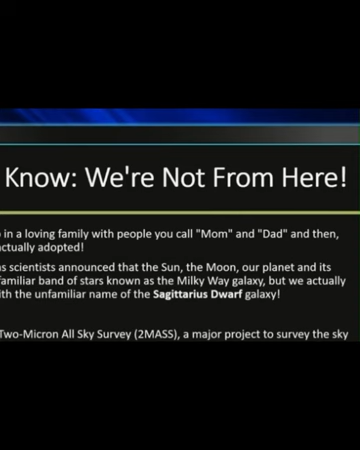 Know: We're Not From Here!
in a loving family with people you call "Mom" and "Dad" and then,
actually adopted!
as scientists announced that the Sun, the Moon, our planet and its
familiar band of stars known as the Milky Way galaxy, but we actually
with the unfamiliar name of the Sagittarius Dwarf galaxy!
Two-Micron All Sky Survey (2MASS), a major project to survey the sky